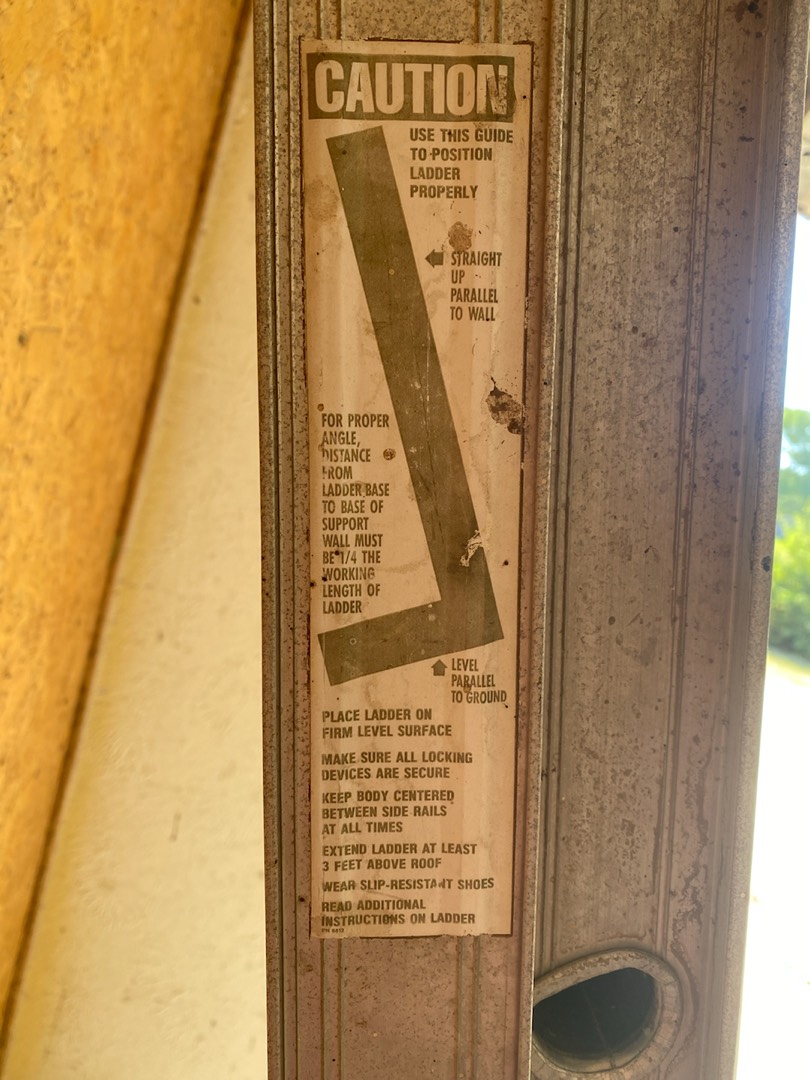 CAUTION
USE THIS GUIDE
TO POSITION
LADDER
PROPERLY
STRAIGHT
UP
PARALLEL
TO WALL
FOR PROPER
ANGLE,
DISTANCE
FROM
LADDER BASE
TO BASE OF
SUPPORT
WALL MUST
BE 1/4 THE
WORKING
LENGTH OF
LADDER
LEVEL
PARALLEL
TO GROUND
PLACE LADDER ON
FIRM LEVEL SURFACE
MAKE SURE ALL LOCKING
DEVICES ARE SECURE
KEEP BODY CENTERED
BETWEEN SIDE RAILS
AT ALL TIMES
EXTEND LADDER AT LEAST
3 FEET ABOVE ROOF
WEAR SLIP-RESISTANT SHOES
READ ADDITIONAL
INSTRUCTIONS ON LADDER